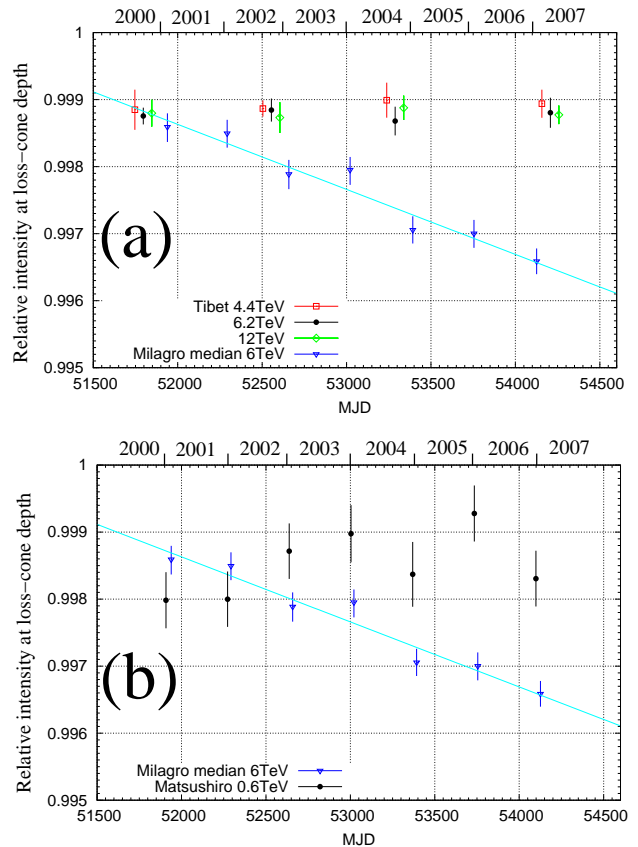 2000 2001 2002 2003 2004 2005 2006 2007
1
0.999
0.998
0.997
0.996
0.995
Relative intensity at loss−cone depth
(a)
Tibet 4.4TeV
6.2TeV
12TeV
Milagro median 6TeV
51500 52000 52500 53000 53500 54000 54500
MJD
2000 2001 2002 2003 2004 2005 2006 2007
1
0.999
0.998
0.997
0.996
0.995
Relative intensity at loss−cone depth
(b)
Milagro median 6TeV
Matsushiro 0.6TeV
51500 52000 52500 53000 53500 54000 54500
MJD